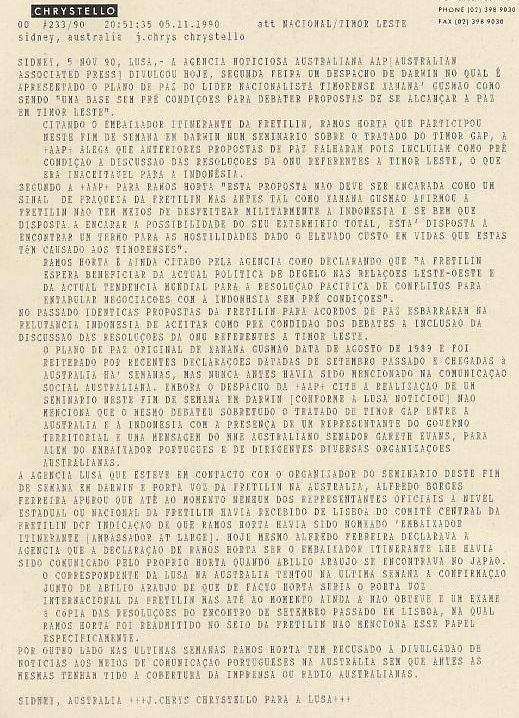 CHRYSTELLO
PHONE (02) 398 9030
FAX (02) 398 9030
00 #233/90 20:51:35 05.11.1990 att NACIONAL/TIMOR LESTE
sidney, australia j.chrys chrystello
SIDNEY, 5 NOV 90, LUSA,- A AGENCIA NOTICIOSA AUSTRALIANA AAP[AUSTRALIAN
ASSOCIATED PRESS] DIVULGOU HOJE, SEGUNDA FEIRA UM DESPACHO DE DARWIN NO QUAL É
APRESENTADO O PLANO DE PAZ DO LIDER NACIONALISTA TIMORENSE XANANA' GUSMAO COMO
SENDO "UMA BASE SEM PRÉ CONDIÇOES PARA DEBATER PROPOSTAS DE SE ALCANÇAR A PAZ
EM TIMOR LESTE".
CITANDO O EMBAIXADOR ITINERANTE DA FRETILIN, RAMOS HORTA QUE PARTICIPOU
NESTE FIM DE SEMANA EM DARWIN NUM SEMINARIO SOBRE O TRATADO DO TIMOR GAP, A
+AAP+ ALEGA QUE ANTERIORES PROPOSTAS DE PAZ FALHARAM POIS INCLUIAM COMO PRÉ
CONDIÇAO A DISCUSSAO DAS RESOLUÇOES DA ONU REFERENTES A TIMOR LESTE, O QUE
ERA INACEITAVEL PARA A INDONÉSIA.
SEGUNDO A +AAP+ PARA RAMOS HORTA "ESTA PROPOSTA NAO DEVE SER ENCARADA COMO UM
SINAL DE FRAQUEIA DA FRETILIN MAS ANTES TAL COMO XAMANA GUSMAO AFIRMOU A
FRETILIN NAO TEM MEIOS DE DESFEITEAR MILITARMENTE A INDONESIA E SE BEM QUE
DISPOSTA A ENCARAR A POSSIBILIDADE DO SEU EXTERMINIO TOTAL, ESTA' DISPOSTA A
ENCONTRAR UM TERMO PARA AS HOSTILIDADES DADO O ELEVADO CUSTO EM VIDAS QUE ESTAS
TÊM CAUSADO AOS TIMORENSES".
RAMOS HORTA É AINDA CITADO PELA AGENCIA COMO DECLARANDO QUE "A FRETILIN
ESPERA BENEFICIAR DA ACTUAL POLITICA DE DEGELO NAS RELAÇOES LESTE-OESTE E
DA ACTUAL TENDENCIA MUNDIAL PARA A RESOLUÇAO PACIFICA DE CONFLITOS PARA
ENTABULAR NEGOCIACOES COM A INDONHSIA SEM PRÉ CONDIÇOES".
NO PASSADO IDENTICAS PROPOSTAS DA FRETILIN PARA ACORDOS DE PAZ ESBARRARAM NA
RELUTANCIA INDONESIA DE ACEITAR COMO PRE CONDIDAO DOS DEBATES A INCLUSAO DA
DISCUSSAO DAS RESOLUÇOES DA ONU REFERENTES A TIMOR LESTE.
O PLANO DE PAZ ORIGINAL DE XANANA GUSMAO DATA DE AGOSTO DE 1989 E FOI
REITERADO POR RECENTES DECLARAÇOES DATADAS DE SETEMBRO PASSADO E CHEGADAS à
AUSTRALIA HA' SEMANAS, MAS NUNCA ANTES HAVIA SIDO MENCIONADO NA COMUNICAÇAO
SOCIAL AUSTRALIANA. EMBORA O DESPACHO DA +AAP+ CITE A REALIZAÇAO DE UM
SEMINARIO NESTE FIM DE SEMANA EM DARWIN [CONFORME A LUSA NOTICIOU] NAO
MENCIONA QUE O MESMO DEBATEU SOBRETUDO O TRATADO DE TIMOR GAP ENTRE A
AUSTRALIA E A INDONESIA COM A PRESENÇA DE UM REPRESENTANTE DO GOVERNO
TERRITORIAL E UMA MENSAGEM DO MNE AUSTRALIANO SENADOR GARETH EVANS, PARA
ALEM DO EMBAIXADOR PORTUGUES E DE DIRIGENTES DIVERSAS ORGANIZAÇOES
AUSTRALIANAS.
A AGENCIA LUSA QUE ESTEVE EM CONTACTO COM O ORGANIZADOR DO SEMINARIO DESTE FIM
DE SEMANA EM DARWIN E PORTA VOZ DA FRETILIN NA AUSTRALIA, ALFREDO BORGES
FERREIRA APUROU QUE ATÉ AO MOMENTO NENHUM DOS REPRESENTANTES OFICIAIS A NIVEL
ESTADUAL OU NACIONAL DA FRETILIN HAVIA RECEBIDO DE LISBOA DO COMITÉ CENTRAL DA
FRETILIN DCF INDICAÇAO DE QUE RAMOS HORTA HAVIA SIDO NOMEADO 'EMBAIXADOR
ITINERANTE [AMBASSADOR AT LARGE]. HOJE MESMO ALFREDO FERREIRA DECLARAVA A
AGENCIA QUE A DECLARAÇAO DE RAMOS HORTA SER O EMBAIXADOR ITINERANTE LHE HAVIA
SIDO COMUNICADO PELO PROPRIO HORTA QUANDO ABILIO ARAUJO SE ENCONTRAVA NO JAPAO.
O CORRESPONDENTE DA LUSA NA AUSTRALIA TENTOU NA ULTIMA SEMANA A CONFIRMAÇAO
JUNTO DE ABILIO ARAUJO DE QUE DE FACTO HORTA SERIA O PORTA VOZ
INTERNACIONAL DA FRETILIN MAS ATÉ AO MOMENTO AINDA A NAO OBTEVE E UM EXAME
à CÓPIA DAS RESOLUÇOES DO ENCONTRO DE SETEMBRO PASSADO EM LISBOA, NA QUAL
RAMOS HORTA FOI READMITIDO NO SEIO DA FRETILIN NAO MENCIONA ESSE PAPEL
ESPECIFICAMENTE.
POR OUTRO LADO NAS ULTIMAS SEMANAS RAMOS HORTA TEM RECUSADO A DIVULGADAO DE
NOTICIAS AOS MEIOS DE COMUNICAÇAO PORTUGUESES NA AUSTRALIA SEM QUE ANTES AS
MESMAS TENHAM TIDO A COBERTURA DA IMPRENSA OU RADIO AUSTRALIANAS.
SIDNEY, AUSTRALIA +++J.CHRYS CHRYSTELLO PARA A LUSA+++